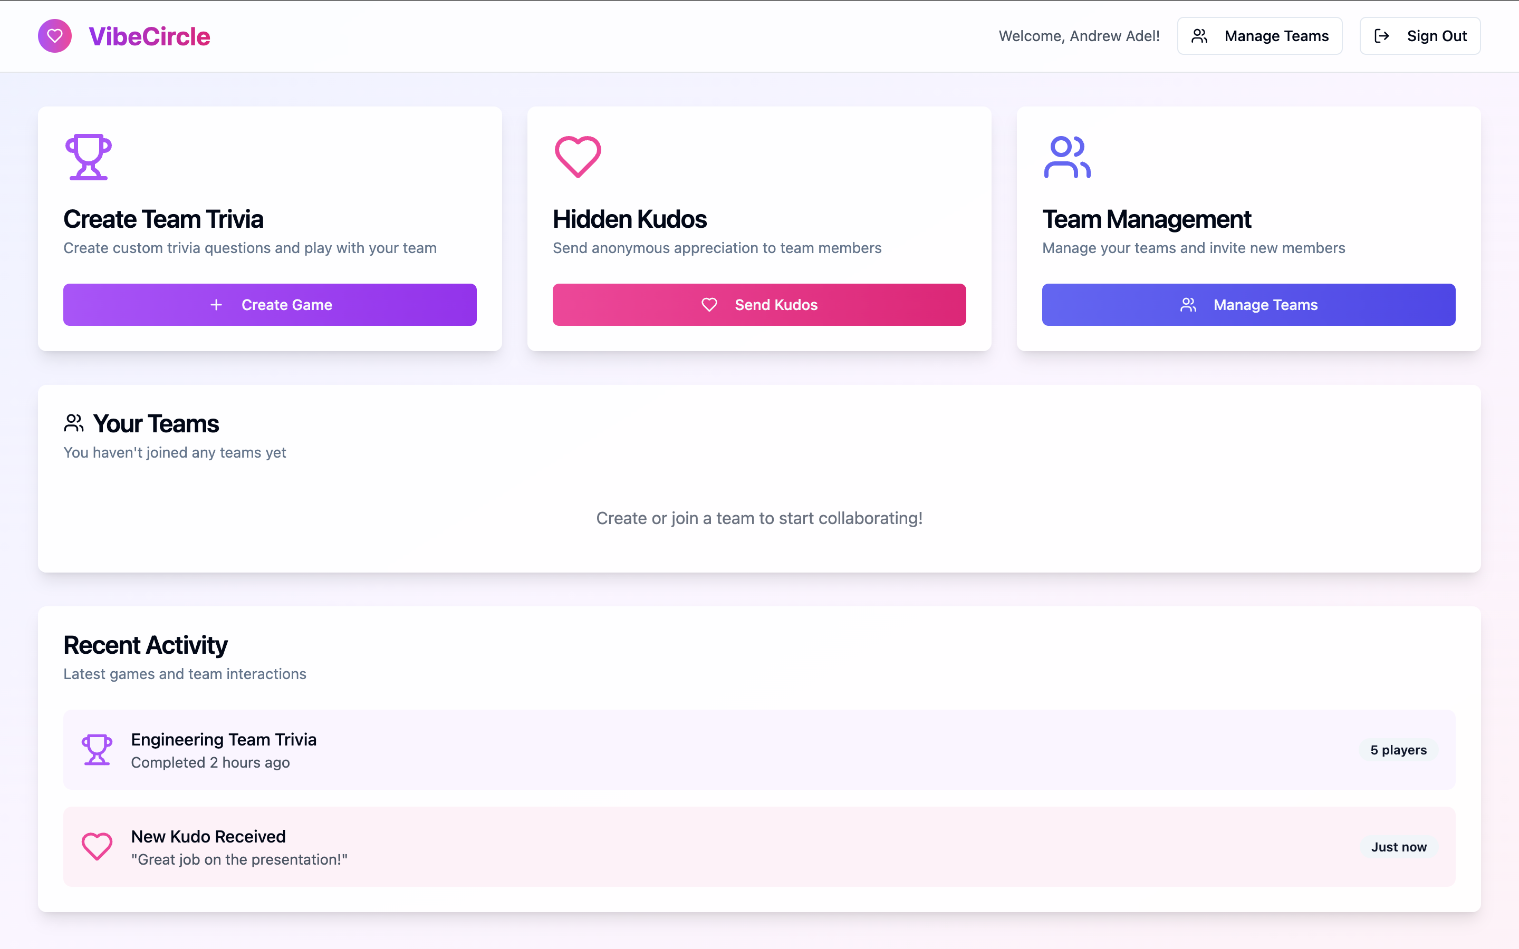 VibeCircle
Welcome, Andrew Adel!
Manage Teams
Sign Out
Create Team Trivia
Create custom trivia questions and play with your team
Create Game
Hidden Kudos
Send anonymous appreciation to team members
Send Kudos
Team Management
Manage your teams and invite new members
Manage Teams
Your Teams
You haven't joined any teams yet
Create or join a team to start collaborating!
Recent Activity
Latest games and team interactions
Engineering Team Trivia
Completed 2 hours ago
5 players
New Kudo Received
"Great job on the presentation!"
Just now